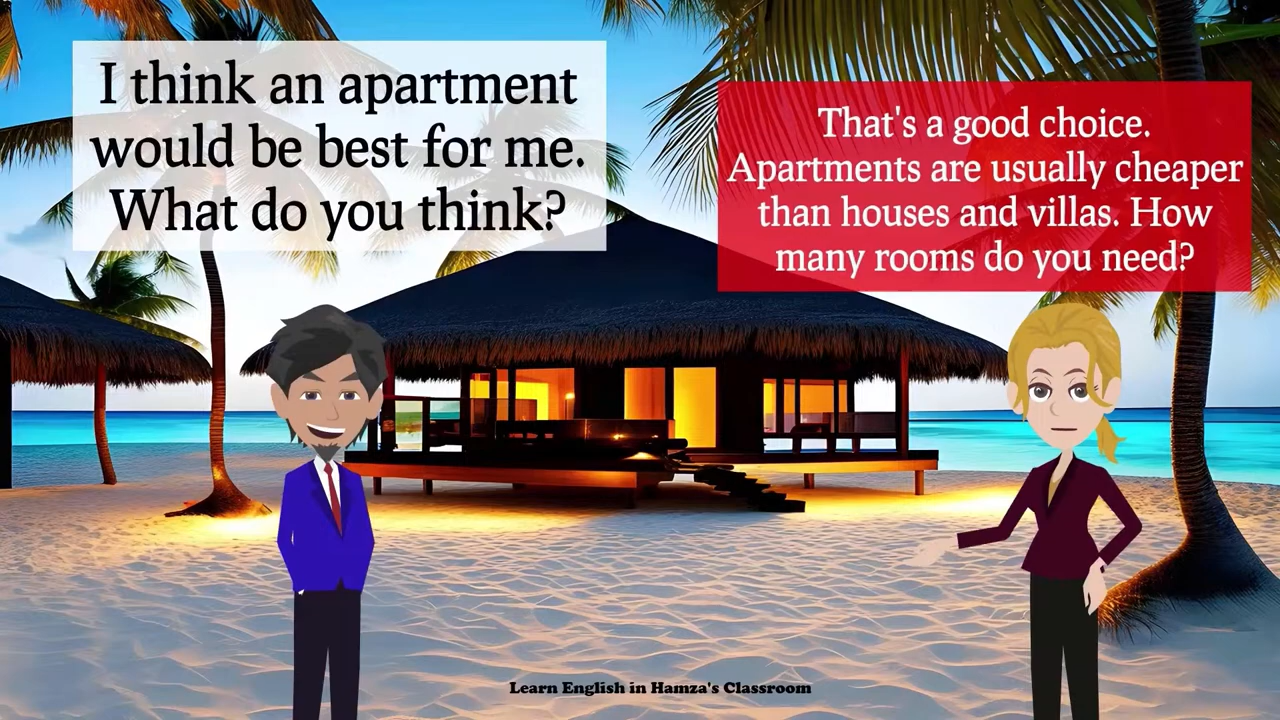 I think an apartment
would be best for me.
What do you think?
That's a good choice.
Apartments are usually cheaper
than houses and villas. How
many rooms do you need?
Learn English in Hamza's Classroom